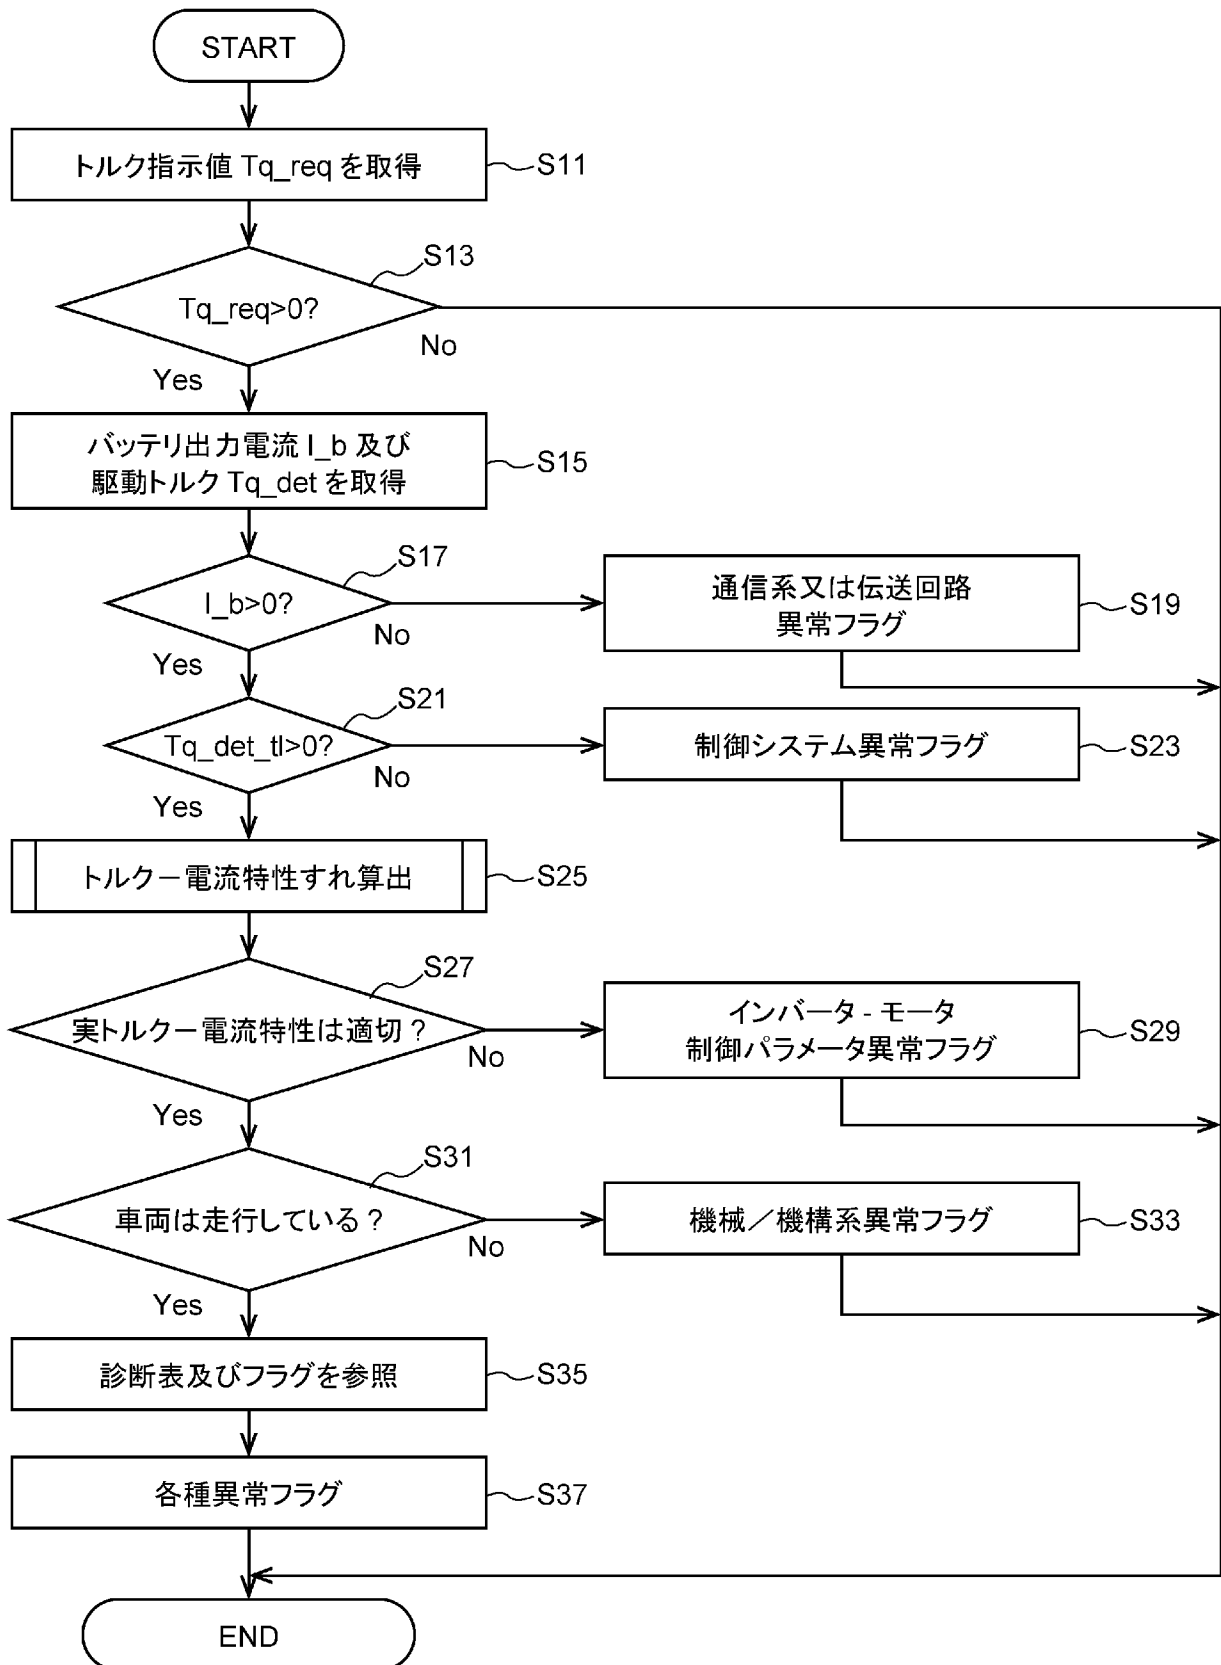 START
トルク指示値 Tq_req を取得
S11
S13
Tq_req>0?
No
Yes
バッテリ出力電流 I_b 及び
駆動トルク Tq_det を取得
S15
S17
I_b>0?
No
Yes
通信系又は伝送回路
異常フラグ
S19
S21
Tq_det_tl>0?
No
Yes
制御システム異常フラグ
S23
トルクー電流特性すれ算出
S25
S27
実トルクー電流特性は適切?
No
Yes
インバータ - モータ
制御パラメータ異常フラグ
S29
S31
車両は走行している?
No
Yes
機械／機構系異常フラグ
S33
診断表及びフラグを参照
S35
各種異常フラグ
S37
END